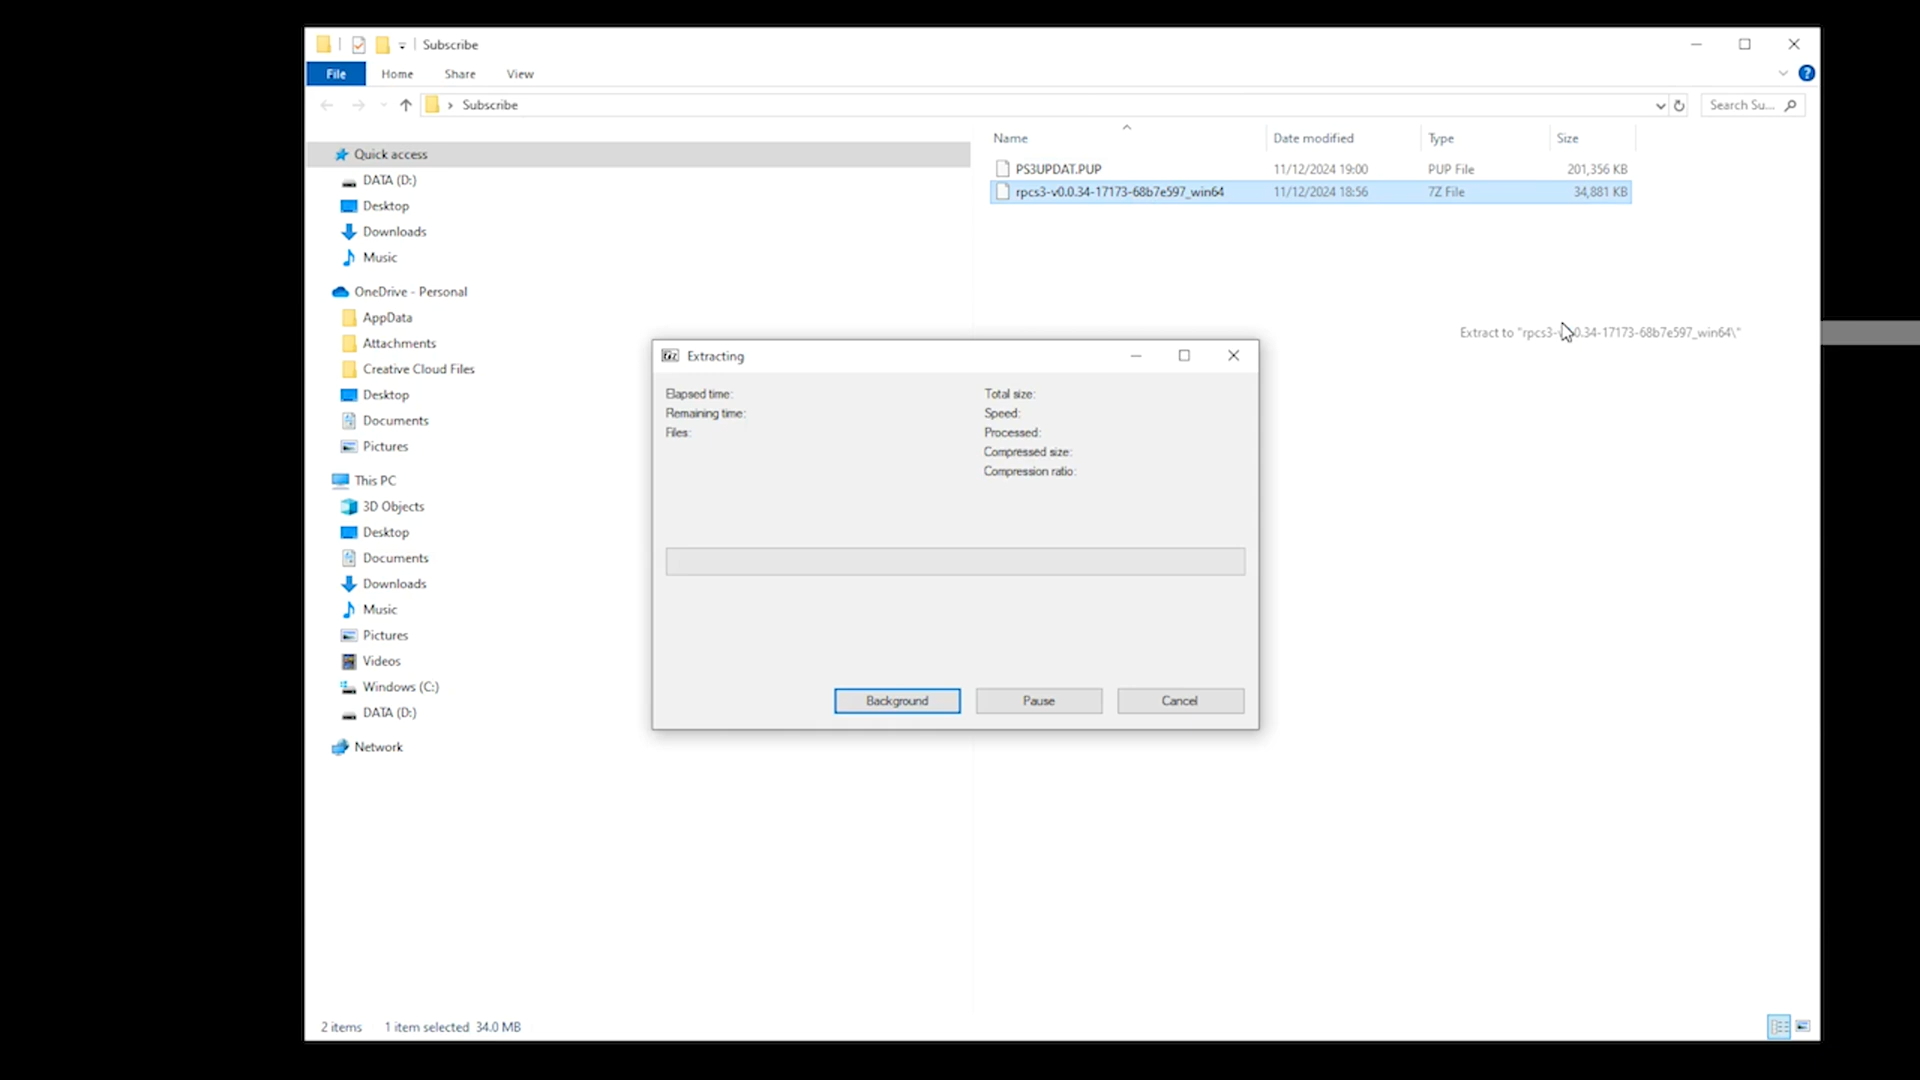 Subscribe
File
Home
Share
View
Subscribe
Search Su...
Name
Date modified
Type
Size
PS3UPDAT.PUP
11/12/2024 19:00
PUP File
201,356 KB
rpcs3-v0.0.34-17173-68b7e597_win64
11/12/2024 18:56
7Z File
34,881 KB
Quick access
DATA (D:)
Desktop
Downloads
Music
OneDrive - Personal
AppData
Attachments
Creative Cloud Files
Desktop
Documents
Pictures
This PC
3D Objects
Desktop
Documents
Downloads
Music
Pictures
Videos
Windows (C:)
DATA (D:)
Network
Extract to "rpcs3- 0.34-17173-68b7e597_win64\"
Extracting
Elapsed time:
Remaining time:
Files:
Total size:
Speed:
Processed:
Compressed size:
Compression ratio:
Background
Pause
Cancel
2 items
1 item selected 34.0 MB